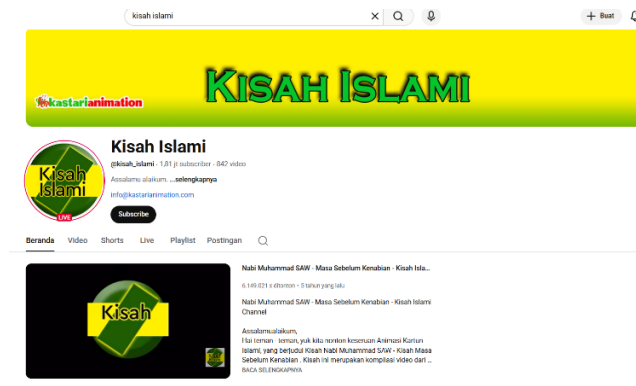 kisah islami
Buat
kastarianimation
KISAH ISLAMI
Kisah
Islami
LIVE
Kisah Islami
@kisah_islami · 1,81 jt subscriber · 842 video
Assalamu alaikum. ...selengkapnya
info@kastarianimation.com
Subscribe
Beranda Video Shorts Live Playlist Postingan
Kisah
Nabi Muhammad SAW - Masa Sebelum Kenabian - Kisah Isla...
6.149.021 x ditonton • 5 tahun yang lalu
Nabi Muhammad SAW - Masa Sebelum Kenabian - Kisah Islami
Channel
Assalamualaikum,
Hai teman - teman, yuk kita nonton keseruan Animasi Kartun
Islami, yang berjudul Kisah Nabi Muhammad SAW - Kisah Masa
Sebelum Kenabian . Kisah ini merupakan kompilasi video dari ...
BACA SELENGKAPNYA